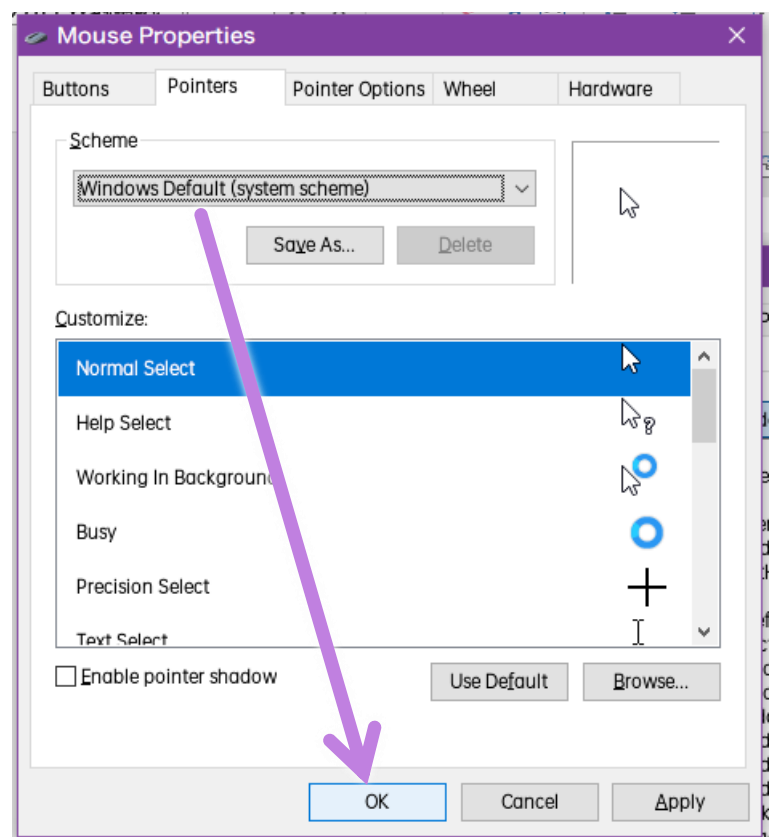 Mouse Properties
Buttons Pointers Pointer Options Wheel Hardware
Scheme
Windows Default (system scheme)
Save As... Delete
Customize:
Normal Select
Help Select
Working In Background
Busy
Precision Select
Text Select
Enable pointer shadow
Use Default Browse...
OK Cancel Apply